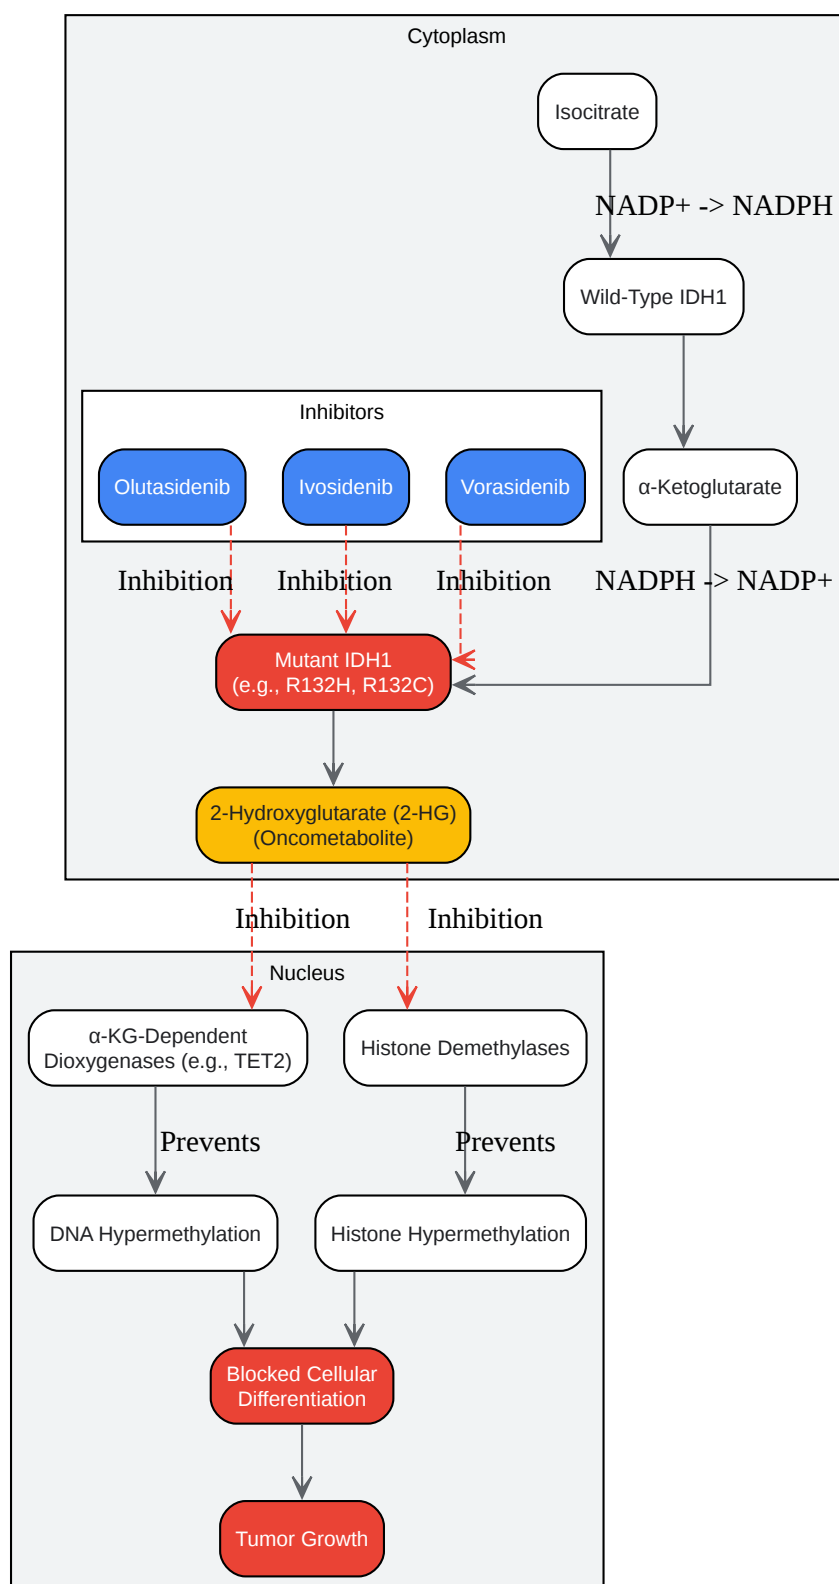 Cytoplasm
Isocitrate
NADP+ -> NADPH
Wild-Type IDH1
Inhibitors
Olutasidenib
Ivosidenib
Vorasidenib
α-Ketoglutarate
Inhibition
Inhibition
Inhibition
NADPH -> NADP+
Mutant IDH1
(e.g., R132H, R132C)
2-Hydroxyglutarate (2-HG)
(Oncometabolite)
Inhibition
Inhibition
Nucleus
α-KG-Dependent
Dioxygenases (e.g., TET2)
Histone Demethylases
Prevents
Prevents
DNA Hypermethylation
Histone Hypermethylation
Blocked Cellular
Differentiation
Tumor Growth